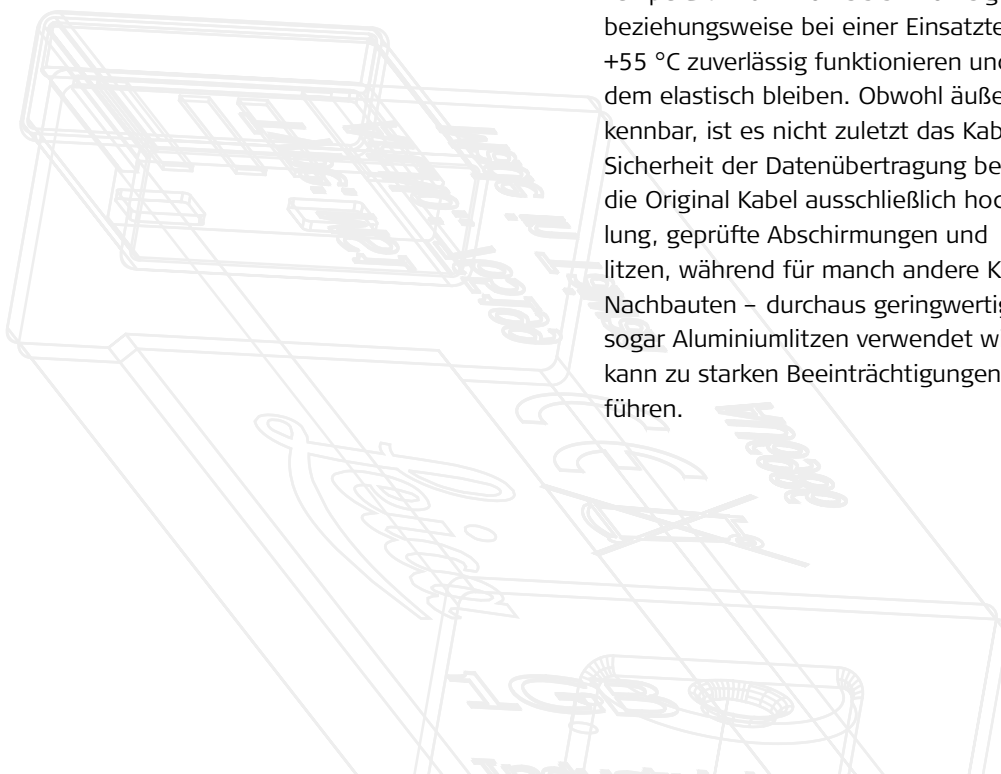 beziehungsweise bei einer Einsatzte
+55 °C zuverlässig funktionieren und
dem elastisch bleiben. Obwohl äuße
kennbar, ist es nicht zuletzt das Kab
Sicherheit der Datenübertragung be
die Original Kabel ausschließlich hoc
lung, geprüfte Abschirmungen und
litzen, während für manch andere K
Nachbauten – durchaus geringwertig
sogar Aluminiumlitzen verwendet w
kann zu starken Beeinträchtigungen
führen.
Leica
1GB